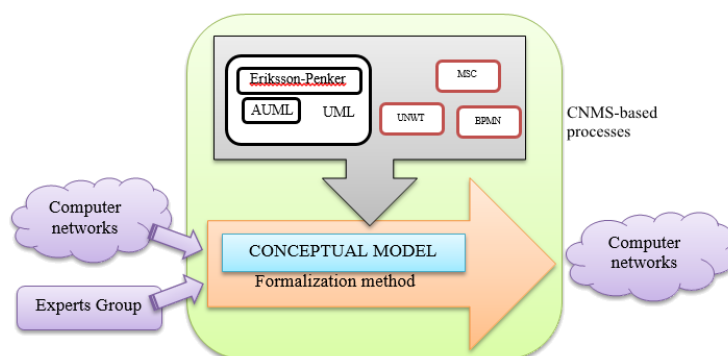 Eriksson-Penker
AUML
UML
MSC
UNWT
BPMN
CNMS-based
processes
Computer
networks
Experts Group
CONCEPTUAL MODEL
Formalization method
Computer
networks